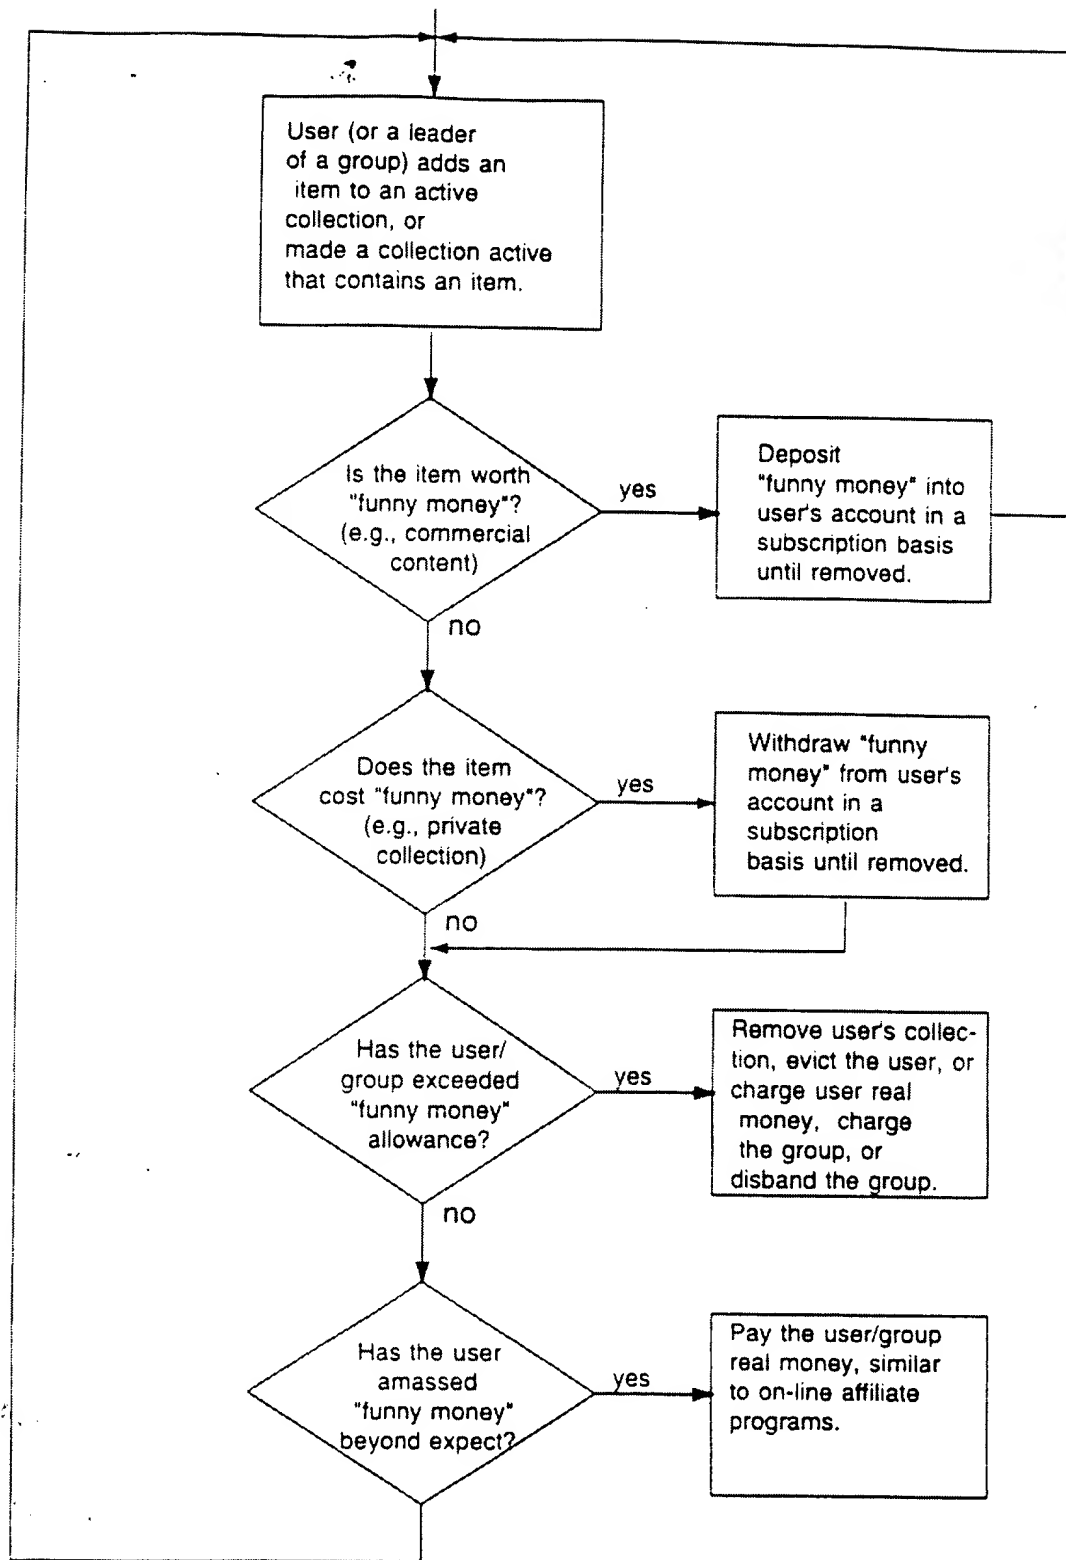 User (or a leader
of a group) adds an
item to an active
collection, or
made a collection active
that contains an item.
Is the item worth
"funny money"?
(e.g., commercial
content)
yes
Deposit
"funny money" into
user's account in a
subscription basis
until removed.
no
Does the item
cost "funny money"?
(e.g., private
collection)
yes
Withdraw "funny
money" from user's
account in a
subscription
basis until removed.
no
Has the user/
group exceeded
"funny money"
allowance?
yes
Remove user's collec-
tion, evict the user, or
charge user real
money, charge
the group, or
disband the group.
no
Has the user
amassed
"funny money"
beyond expect?
yes
Pay the user/group
real money, similar
to on-line affiliate
programs.